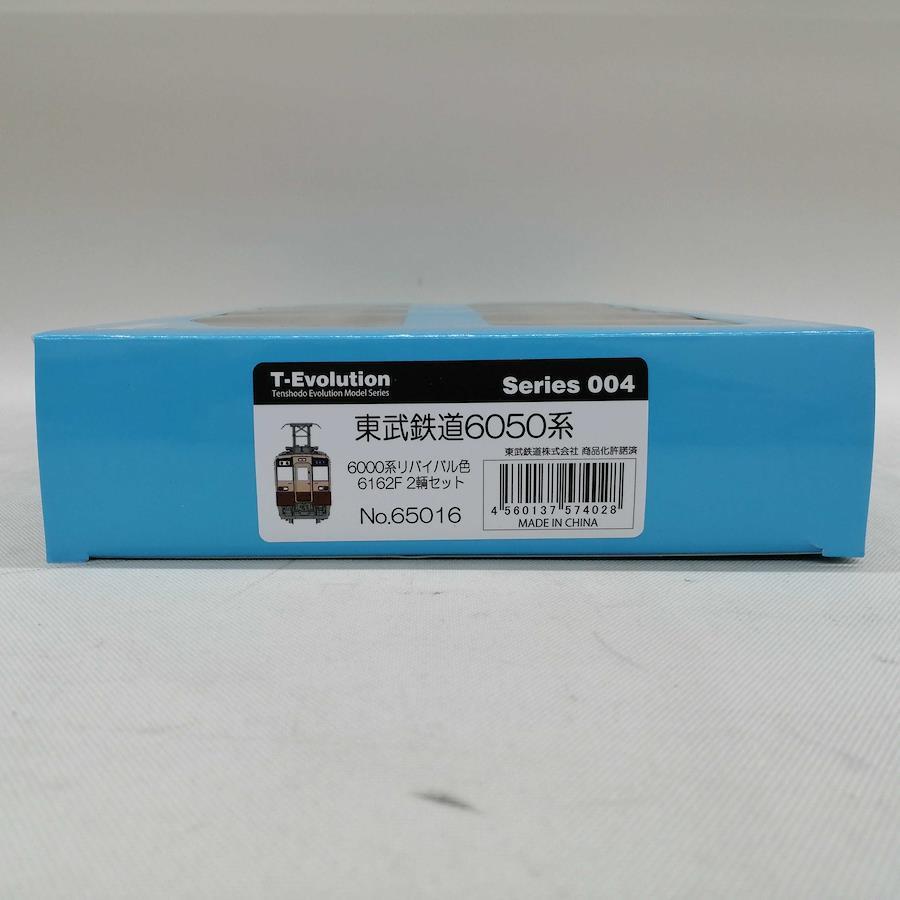 T-Evolution
Tenshodo Evolution Model Series
Series 004
東武鉄道6050系
東武鉄道株式会社 商品化許諾済
6000系リバイバル色
6162F 2輌セット
No.65016
4 560137 574028
MADE IN CHINA